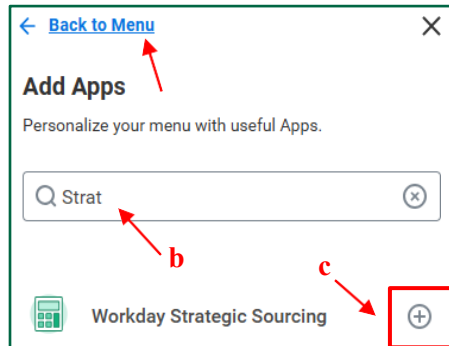 Back to Menu
Add Apps
Personalize your menu with useful Apps.
Strat
b
c
Workday Strategic Sourcing